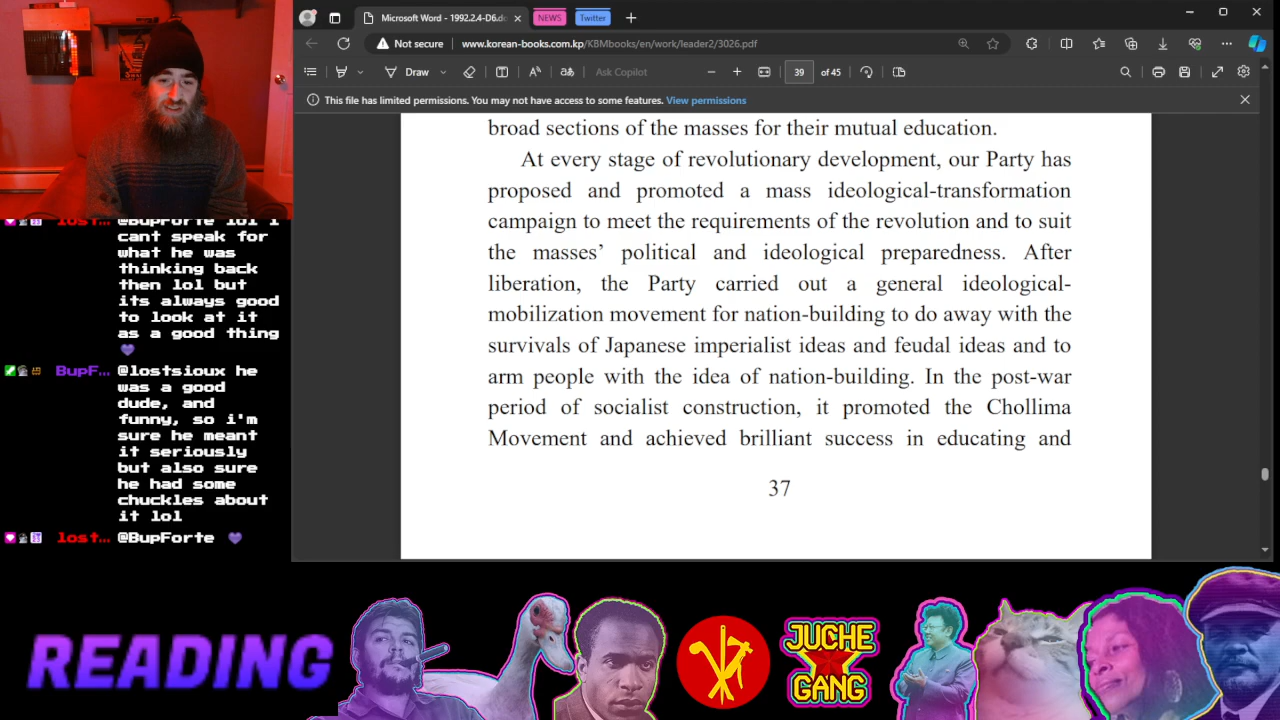 Microsoft Word - 1992.2.4-D6.do
NEWS
Twitter
Not secure
www.korean-books.com.kp/KBMbooks/en/work/leader2/3026.pdf
Draw
Ask Copilot
39
of 45
This file has limited permissions. You may not have access to some features. View permissions
broad sections of the masses for their mutual education.
At every stage of revolutionary development, our Party has
proposed and promoted a mass ideological-transformation
campaign to meet the requirements of the revolution and to suit
the masses’ political and ideological preparedness. After
liberation, the Party carried out a general ideological-
mobilization movement for nation-building to do away with the
survivals of Japanese imperialist ideas and feudal ideas and to
arm people with the idea of nation-building. In the post-war
period of socialist construction, it promoted the Chollima
Movement and achieved brilliant success in educating and
37
lost... @BupForte lol i
cant speak for
what he was
thinking back
then lol but
its always good
to look at it
as a good thing
BupF... @lostsioux he
was a good
dude, and
funny, so i'm
sure he meant
it seriously
but also sure
he had some
chuckles about
it lol
lost... @BupForte
READING
JUCHE
GANG